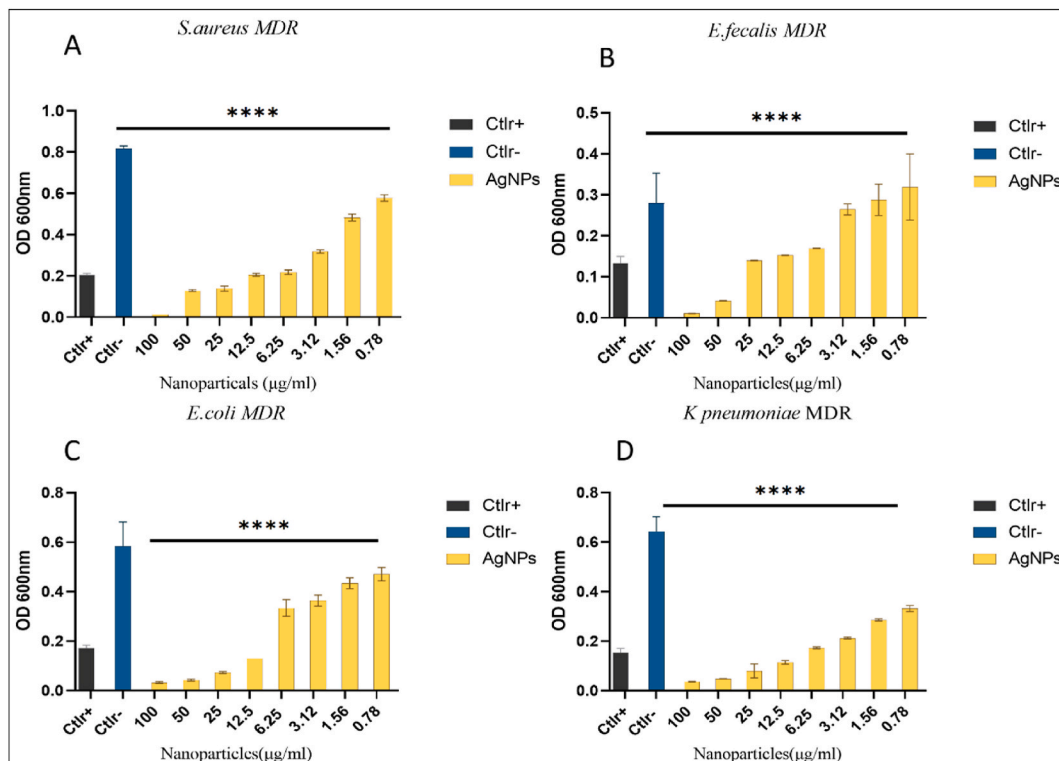 S.aureus MDR
A
****
1.0
0.8
0.6
0.4
0.2
0.0
OD 600nm
Ctlr+
Ctlr-
AgNPs
Ctlr+ Ctlr- 100 50 25 12.5 6.25 3.12 1.56 0.78
Nanoparticals (µg/ml)
E.fecalis MDR
B
****
0.5
0.4
0.3
0.1
0.1
0.0
OD 600nm
Ctlr+
Ctlr-
AgNPs
Ctlr+ Ctlr- 100 50 25 12.5 6.25 3.12 1.56 0.78
Nanoparticles(µg/ml)
E.coli MDR
C
****
0.8
0.6
0.4
0.2
0.0
OD 600nm
Ctlr+
Ctlr-
AgNPs
Ctlr+ Ctlr- 100 50 25 12.5 6.25 3.12 1.56 0.78
Nanoparticles(µg/ml)
K pneumoniae MDR
D
****
0.8
0.6
0.4
0.2
0.0
OD 600nm
Ctlr+
Ctlr-
AgNPs
Ctlr+ Ctlr- 100 50 25 12.5 6.25 3.12 1.56 0.78
Nanoparticles(µg/ml)